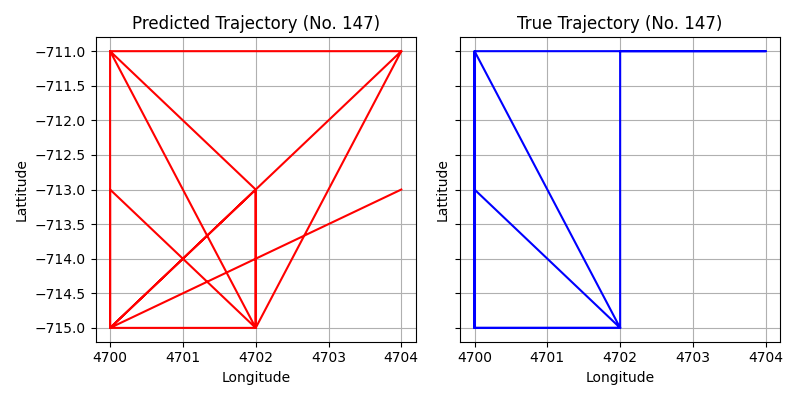 Predicted Trajectory (No. 147)
Lattitude
−711.0
−711.5
−712.0
−712.5
−713.0
−713.5
−714.0
−714.5
−715.0
4700 4701 4702 4703 4704
Longitude
True Trajectory (No. 147)
Lattitude
4700 4701 4702 4703 4704
Longitude